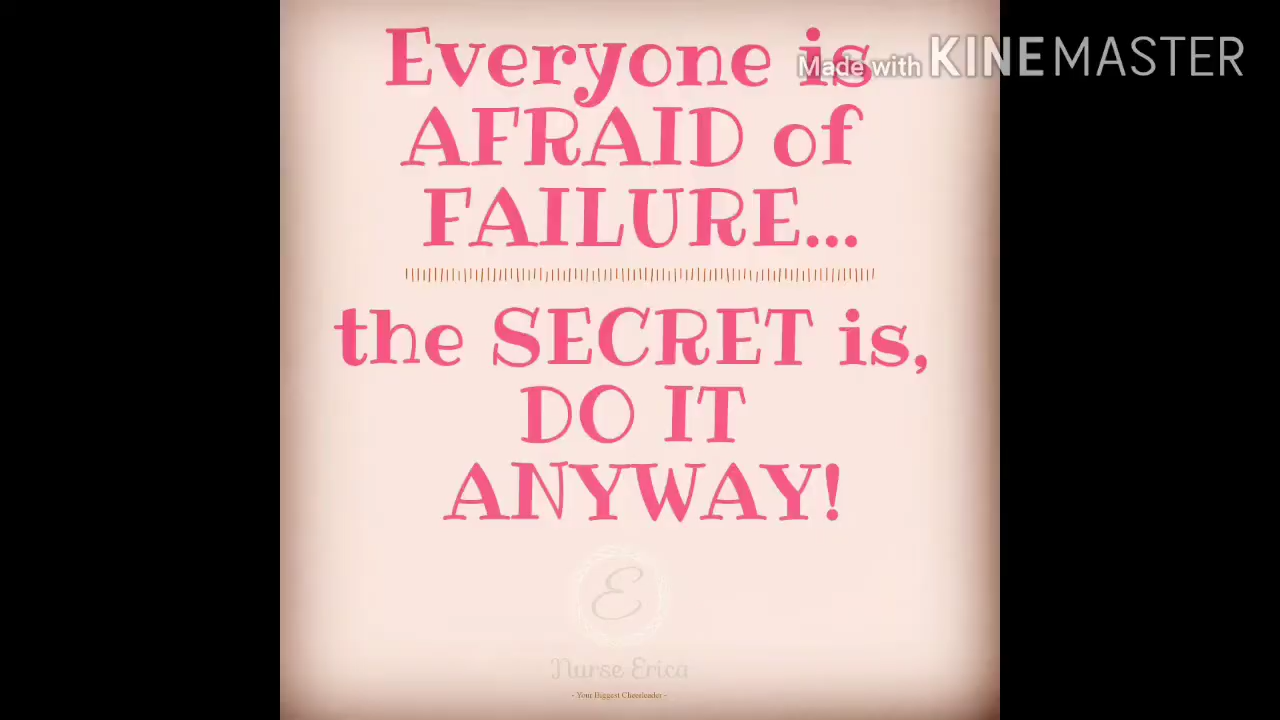 Everyone is
Made with KINEMASTER
AFRAID of
FAILURE...
the SECRET is,
DO IT
ANYWAY!
E
Nurse Erica
- Your Biggest Cheerleader -